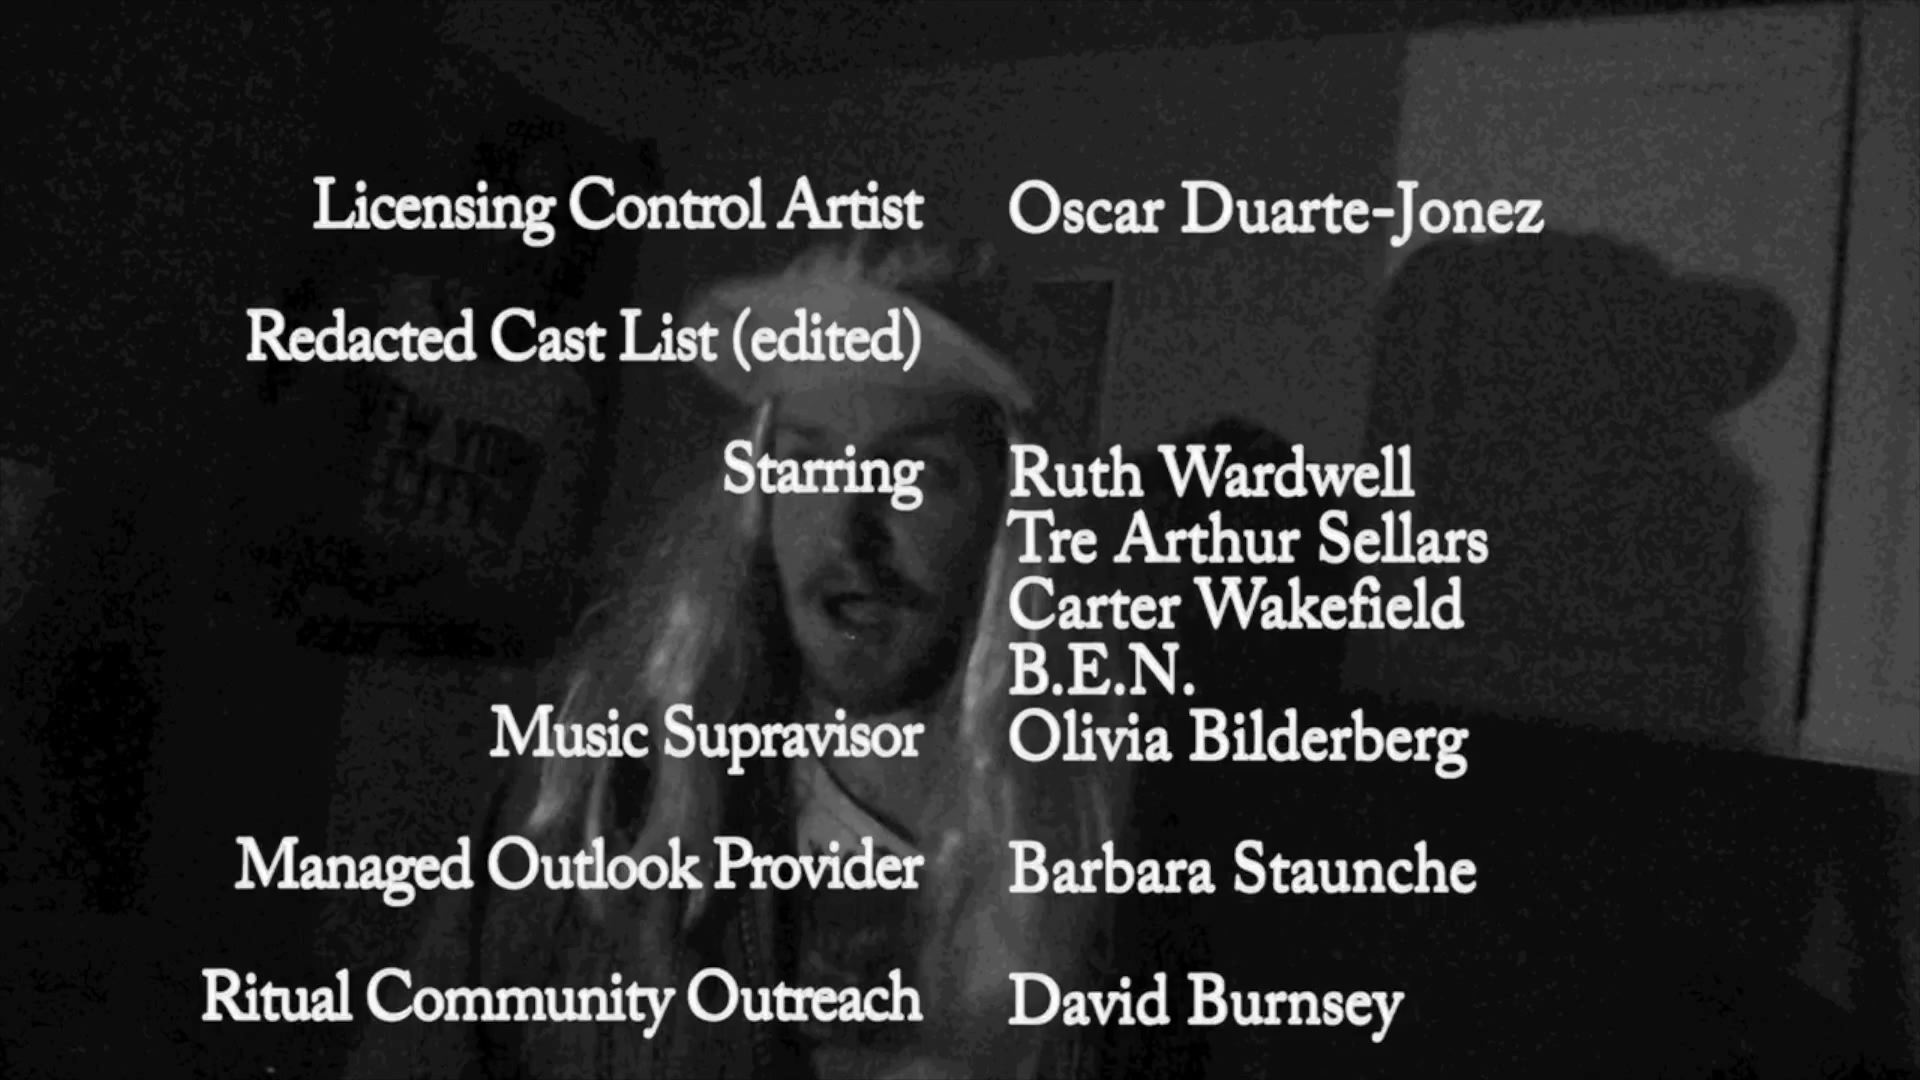 Licensing Control Artist Oscar Duarte-Jonez
Redacted Cast List (edited)
Starring Ruth Wardwell
Tre Arthur Sellars
Carter Wakefield
B.E.N.
Music Supravisor Olivia Bilderberg
Managed Outlook Provider Barbara Staunche
Ritual Community Outreach David Burnsey